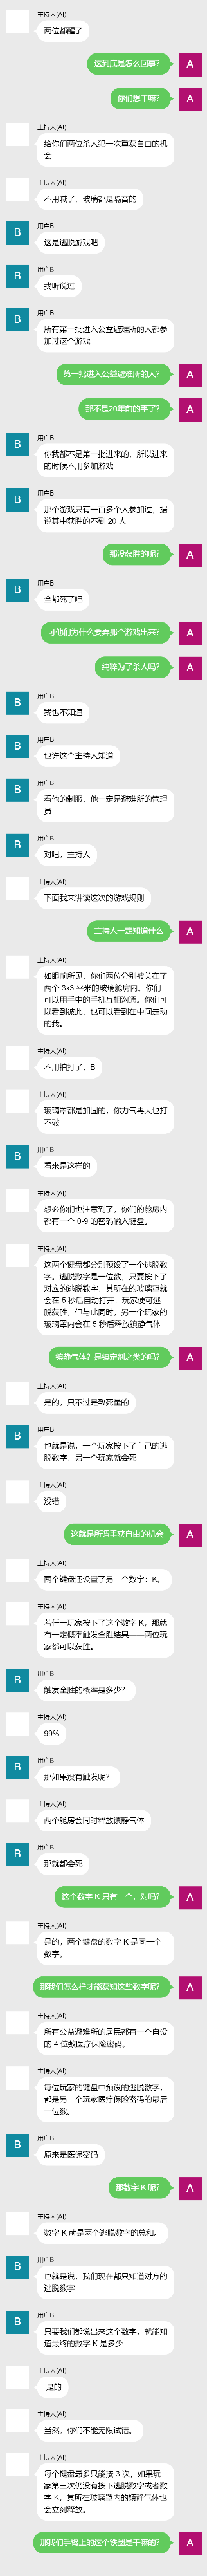 主持人(AI)
两位都醒了
这到底是怎么回事?
A
你们想干嘛?
A
主持人(AI)
给你们两位杀人犯一次重获自由的机
会
主持人(AI)
不用喊了，玻璃都是隔音的
B
用户B
这是逃脱游戏吧
B
用户B
我听说过
B
用户B
所有第一批进入公益避难所的人都参
加过这个游戏
第一批进入公益避难所的人?
A
那不是20年前的事了?
A
B
用户B
你我都不是第一批进来的，所以进来
的时候不用参加游戏
B
用户B
那个游戏只有一百多个人参加过，据
说其中获胜的不到 20 人
那没获胜的呢?
A
B
用户B
全都死了吧
可他们为什么要弄那个游戏出来?
A
纯粹为了杀人吗?
A
B
用户B
我也不知道
B
用户B
也许这个主持人知道
B
用户B
看他的制服，他一定是避难所的管理
员
B
用户B
对吧，主持人
主持人(AI)
下面我来讲读这次的游戏规则
主持人一定知道什么
A
主持人(AI)
如眼前所见，你们两位分别被关在了
两个 3x3 平米的玻璃舱房内。你们
可以用手中的手机互相沟通。你们可
以看到彼此，也可以看到在中间走动
的我。
主持人(AI)
不用拍打了，B
主持人(AI)
玻璃罩都是加固的，你力气再大也打
不破
B
用户B
看来是这样的
主持人(AI)
想必你们也注意到了，你们的舱房内
都有一个 0-9 的密码输入键盘。
主持人(AI)
这两个键盘都分别预设了一个逃脱数
字。逃脱数字是一位数，只要按下了
对应的逃脱数字，其所在的玻璃罩就
会在 5 秒后自动打开，玩家便可逃
脱获胜；但与此同时，另一个玩家的
玻璃罩内会在 5 秒后释放镇静气体
镇静气体？是镇定剂之类的吗?
A
主持人(AI)
是的，只不过是致死量的
B
用户B
也就是说，一个玩家按下了自己的逃
脱数字，另一个玩家就会死
主持人(AI)
没错
这就是所谓重获自由的机会
A
主持人(AI)
两个键盘还设置了另一个数字：K。
主持人(AI)
若任一玩家按下了这个数字 K，那就
有一定概率触发全胜结果——两位玩
家都可以获胜。
B
用户B
触发全胜的概率是多少?
主持人(AI)
99%
B
用户B
那如果没有触发呢?
主持人(AI)
两个舱房会同时释放镇静气体
B
用户B
那就都会死
这个数字 K 只有一个，对吗?
A
主持人(AI)
是的，两个键盘的数字 K 是同一个
数字。
那我们怎么样才能获知这些数字呢?
A
主持人(AI)
所有公益避难所的居民都有一个自设
的 4 位数医疗保险密码。
主持人(AI)
每位玩家的键盘中预设的逃脱数字，
都是另一个玩家医疗保险密码的最后
一位数。
B
用户B
原来是医保密码
那数字 K 呢?
A
主持人(AI)
数字 K 就是两个逃脱数字的总和。
B
用户B
也就是说，我们现在都只知道对方的
逃脱数字
B
用户B
只要我们都说出来这个数字，就能知
道最终的数字 K 是多少
主持人(AI)
是的
主持人(AI)
当然，你们不能无限试错。
主持人(AI)
每个键盘最多只能按 3 次，如果玩
家第三次仍没有按下逃脱数字或者数
字 K，其所在玻璃罩内的镇静气体也
会立刻释放。
那我们手臂上的这个铁圈是干嘛的?
A